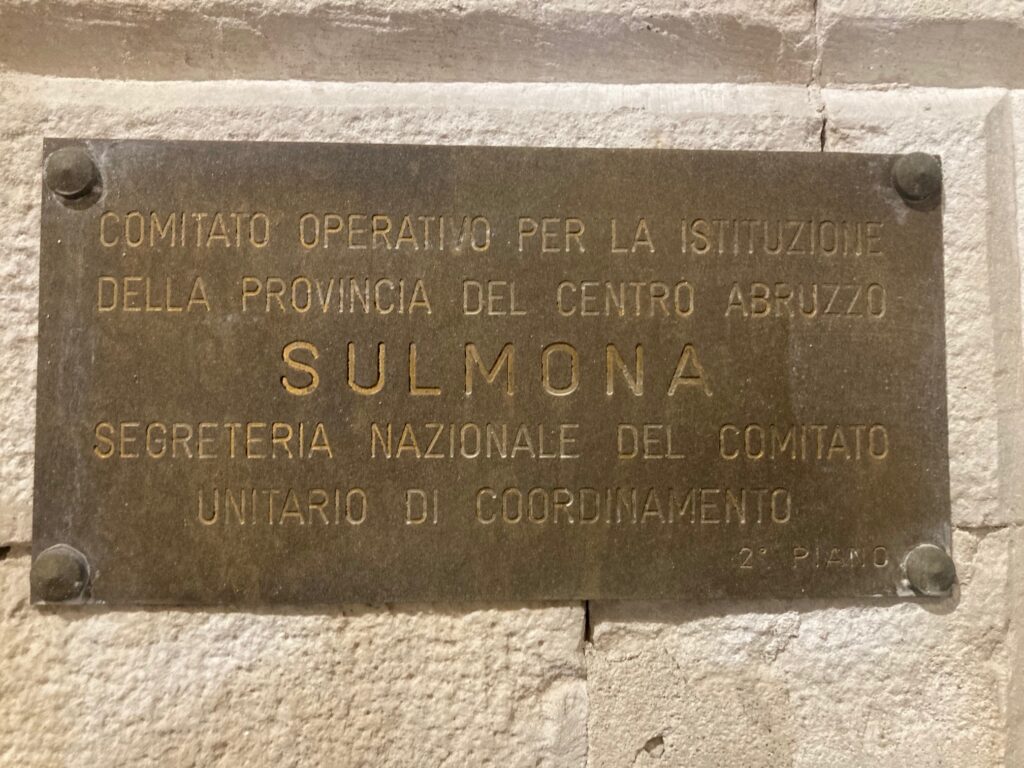 COMITATO OPERATIVO PER LA ISTITUZIONE
DELLA PROVINCIA DEL CENTRO ABRUZZO
SULMONA
SEGRETERIA NAZIONALE DEL COMITATO
UNITARIO DI COORDINAMENTO
2° PIANO